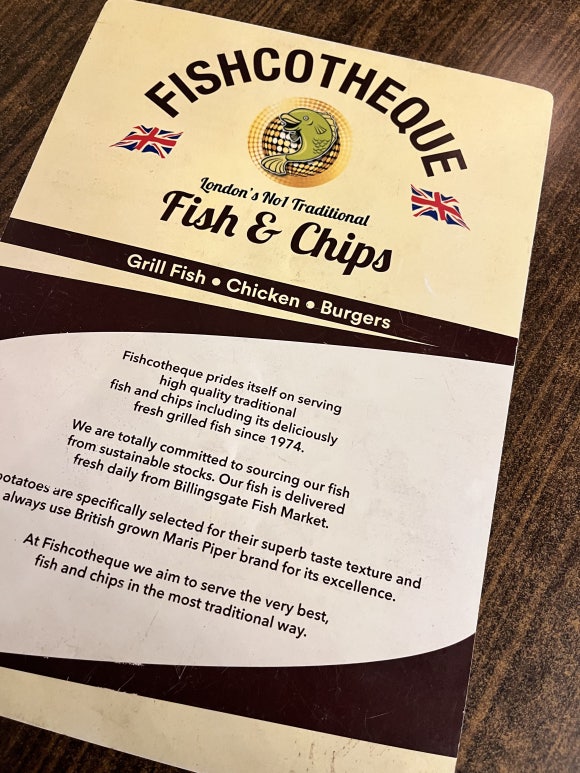 FISHCOTHEQUE
London's No1 Traditional
Fish & Chips
Grill Fish • Chicken • Burgers
Fishcotheque prides itself on serving
high quality traditional
fish and chips including its deliciously
fresh grilled fish since 1974.
We are totally committed to sourcing our fish
from sustainable stocks. Our fish is delivered
fresh daily from Billingsgate Fish Market.
potatoes are specifically selected for their superb taste texture and
always use British grown Maris Piper brand for its excellence.
At Fishcotheque we aim to serve the very best,
fish and chips in the most traditional way.